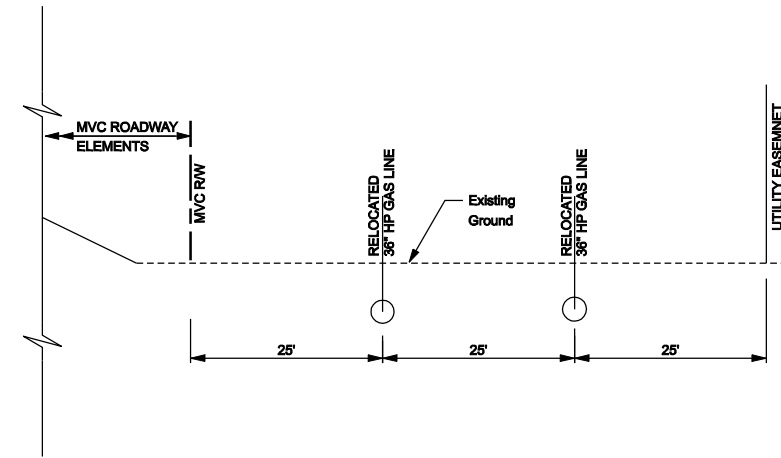 MVC ROADWAY
ELEMENTS
MVC R/W
RELOCATED
36" HP GAS LINE
Existing
Ground
RELOCATED
36" HP GAS LINE
UTILITY EASEMNET
25'
25'
25'